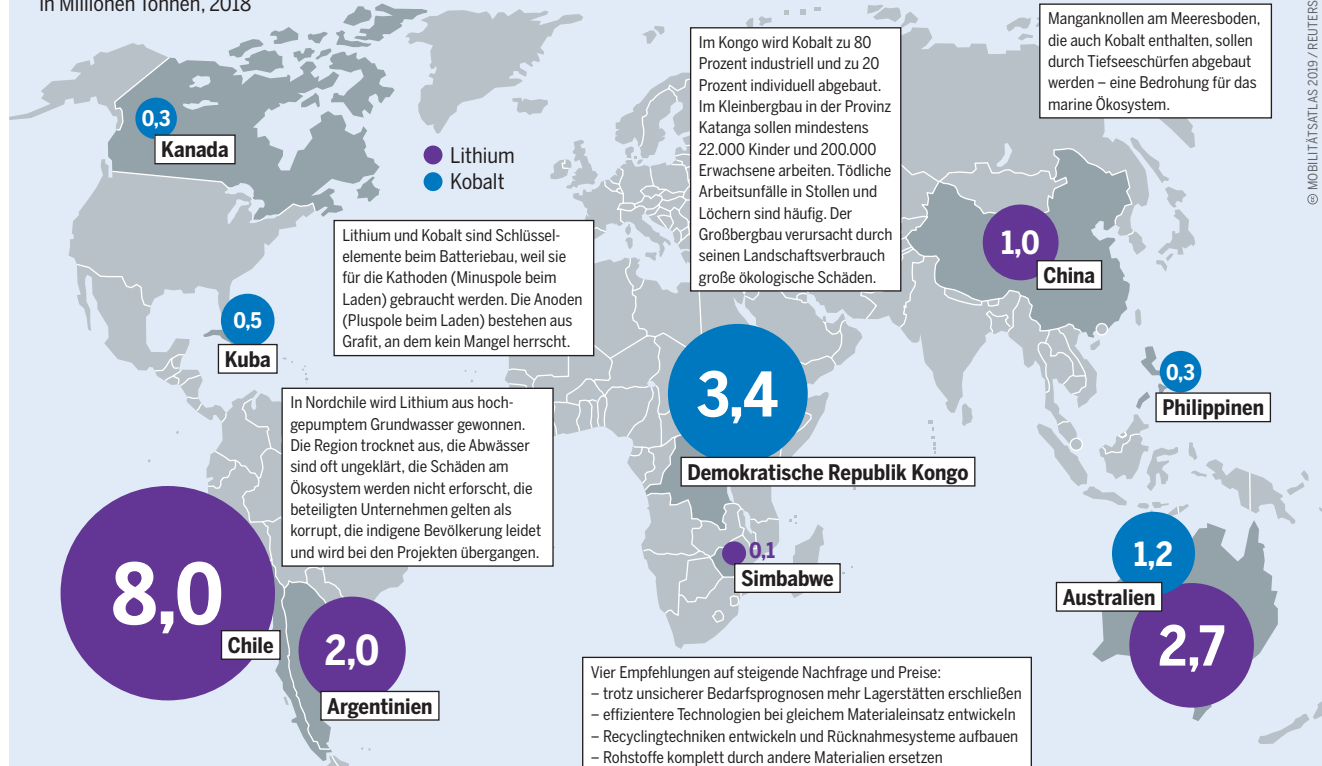 in Millionen Tonnen, 2018
0,3
Kanada
Lithium
Kobalt
Im Kongo wird Kobalt zu 80
Prozent industriell und zu 20
Prozent individuell abgebaut.
Im Kleinbergbau in der Provinz
Katanga sollen mindestens
22.000 Kinder und 200.000
Erwachsene arbeiten. Tödliche
Arbeitsunfälle in Stollen und
Löchern sind häufig. Der
Großbergbau verursacht durch
seinen Landschaftsverbrauch
große ökologische Schäden.
Manganknollen am Meeresboden,
die auch Kobalt enthalten, sollen
durch Tiefseeschürfen abgebaut
werden – eine Bedrohung für das
marine Ökosystem.
MOBILITÄTSATLAS 2019 / REUTERS
Lithium und Kobalt sind Schlüssel-
elemente beim Batteriebau, weil sie
für die Kathoden (Minuspole beim
Laden) gebraucht werden. Die Anoden
(Pluspole beim Laden) bestehen aus
Grafit, an dem kein Mangel herrscht.
1,0
China
0,5
Kuba
3,4
Demokratische Republik Kongo
0,3
Philippinen
In Nordchile wird Lithium aus hoch-
gepumptem Grundwasser gewonnen.
Die Region trocknet aus, die Abwässer
sind oft ungeklärt, die Schäden am
Ökosystem werden nicht erforscht, die
beteiligten Unternehmen gelten als
korrupt, die indigene Bevölkerung leidet
und wird bei den Projekten übergangen.
8,0
Chile
2,0
Argentinien
0,1
Simbabwe
1,2
Australien
2,7
Vier Empfehlungen auf steigende Nachfrage und Preise:
– trotz unsicherer Bedarfsprognosen mehr Lagerstätten erschließen
– effizientere Technologien bei gleichem Materialeinsatz entwickeln
– Recyclingtechniken entwickeln und Rücknahmesysteme aufbauen
– Rohstoffe komplett durch andere Materialien ersetzen